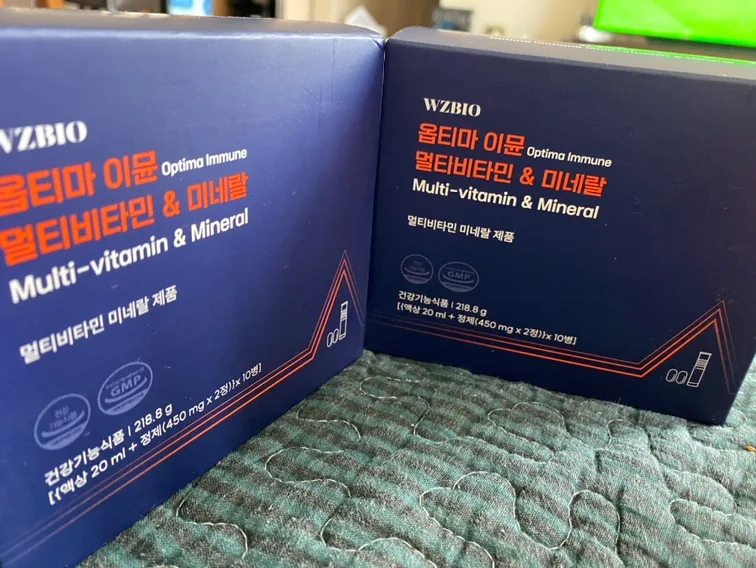 WZBIO
옵티마 이뮨 Optima Immune
멀티비타민 & 미네랄
Multi-vitamin & Mineral
멀티비타민 미네랄 제품
GMP
건강기능식품 | 218.8 g
[{액상 20 ml + 정제(450 mg x 2정)}x 10병]
WZBIO
옵티마 이뮨 Optima Immune
멀티비타민 & 미네랄
Multi-vitamin & Mineral
멀티비타민 미네랄 제품
GMP
건강기능식품 | 218.8 g
[{액상 20 ml + 정제(450 mg x 2정)}x 10병]